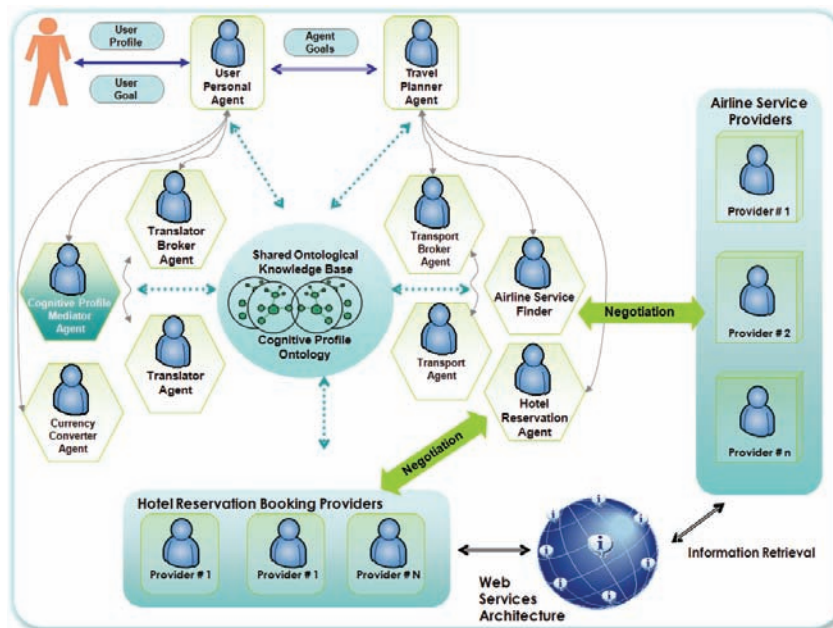 User
Profile
User
Goal
User
Personal
Agent
Agent
Goals
Travel
Planner
Agent
Airline Service
Providers
Provider # 1
Provider # 2
Provider # n
Translator
Broker
Agent
Cognitive Profile
Mediator
Agent
Translator
Agent
Currency
Converter
Agent
Shared Ontological
Knowledge Base
Cognitive Profile
Ontology
Transport
Broker
Agent
Transport
Agent
Airline Service
Finder
Hotel
Reservation
Agent
Negotiation
Negotiation
Hotel Reservation Booking Providers
Provider # 1
Provider # 1
Provider # N
Web
Services
Architecture
Information Retrieval